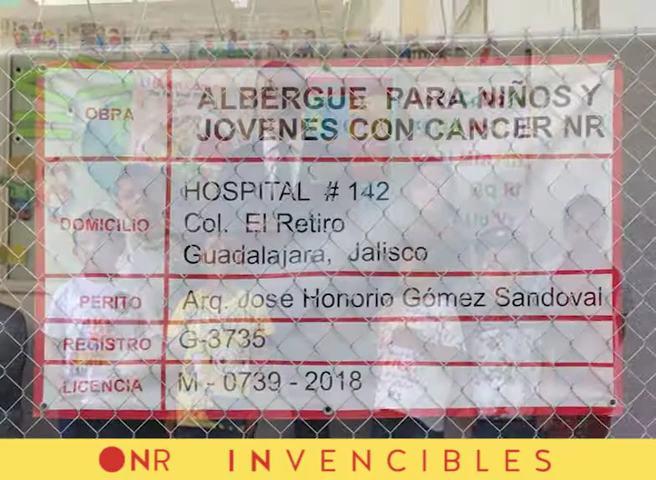 OBRA
ALBERGUE PARA NIÑOS Y
JOVENES CON CANCER NR
DOMICILIO
HOSPITAL # 142
Col. El Retiro
Guadalajara, Jalisco
PERITO
Arq. Jose Honorio Gómez Sandoval
REGISTRO
G-3735
LICENCIA
M - 0739 - 2018
NR INVENCIBLES